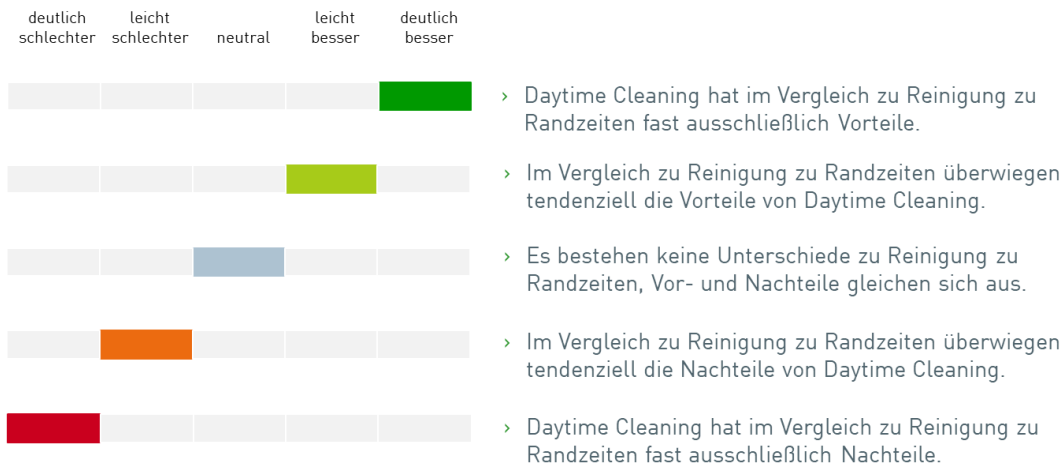 deutlich schlechter
leicht schlechter
neutral
leicht besser
deutlich besser
› Daytime Cleaning hat im Vergleich zu Reinigung zu
Randzeiten fast ausschließlich Vorteile.
› Im Vergleich zu Reinigung zu Randzeiten überwiegen
tendenziell die Vorteile von Daytime Cleaning.
› Es bestehen keine Unterschiede zu Reinigung zu
Randzeiten, Vor- und Nachteile gleichen sich aus.
› Im Vergleich zu Reinigung zu Randzeiten überwiegen
tendenziell die Nachteile von Daytime Cleaning.
› Daytime Cleaning hat im Vergleich zu Reinigung zu
Randzeiten fast ausschließlich Nachteile.